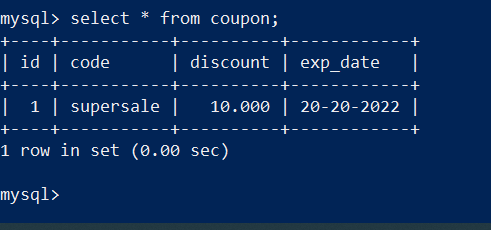 mysql> select * from coupon;
+----+-----------+----------+------------+
| id | code      | discount | exp_date   |
+----+-----------+----------+------------+
|  1 | supersale |   10.000 | 20-20-2022 |
+----+-----------+----------+------------+
1 row in set (0.00 sec)
mysql>